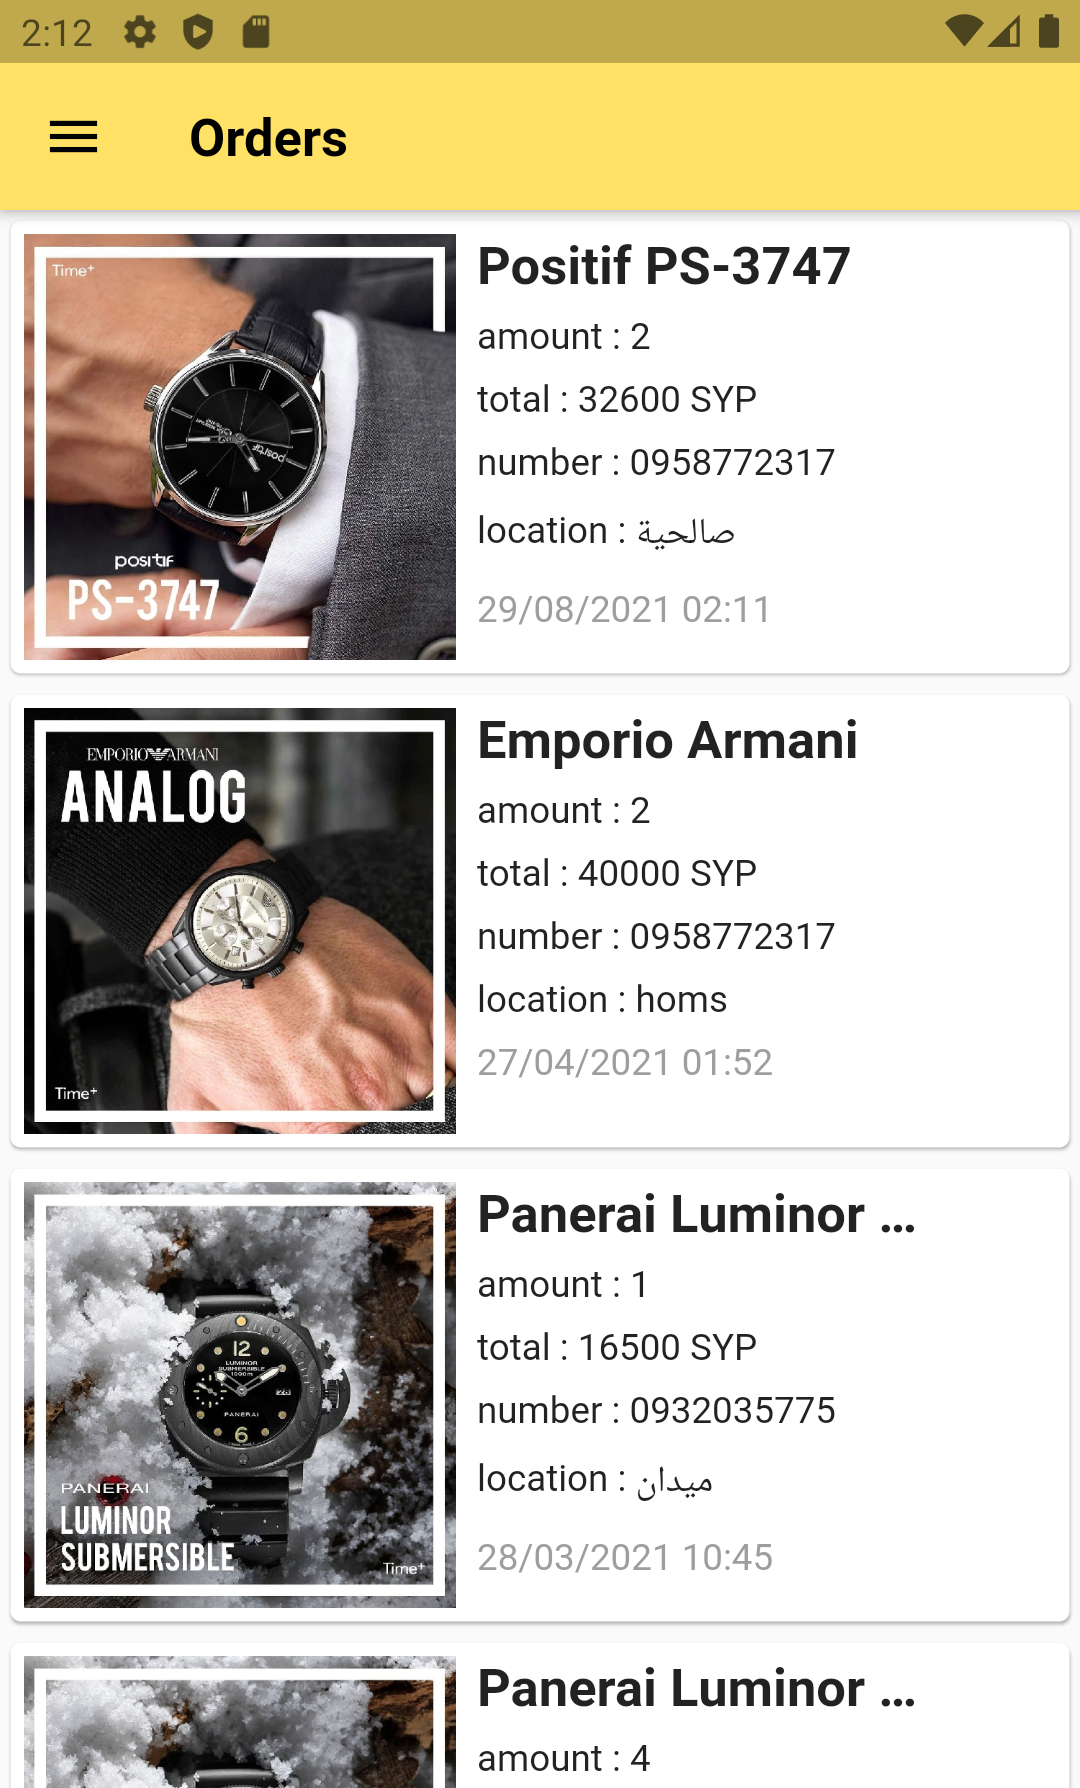 2:12
Orders
Time+
positif
PS-3747
Positif PS-3747
amount : 2
total : 32600 SYP
number : 0958772317
location : صالحية
29/08/2021 02:11
EMPORIO ARMANI
ANALOG
Time+
Emporio Armani
amount : 2
total : 40000 SYP
number : 0958772317
location : homs
27/04/2021 01:52
12
LUMINOR
SUBMERSIBLE
PANERAI
6
PANERAI
LUMINOR
SUBMERSIBLE
Time+
Panerai Luminor ...
amount : 1
total : 16500 SYP
number : 0932035775
location : ميدان
28/03/2021 10:45
Panerai Luminor ...
amount : 4